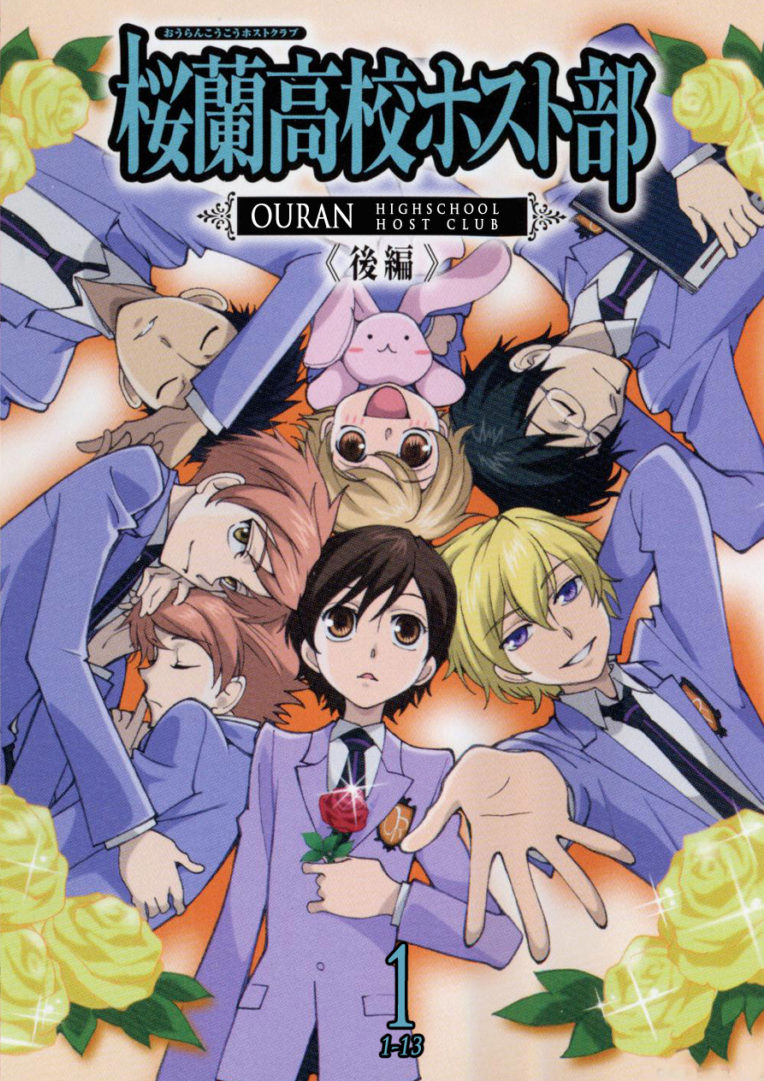 おうらんこうこうホストクラブ
桜蘭高校ホスト部
OURAN HIGHSCHOOL
HOST CLUB
《後編》
1
1-13